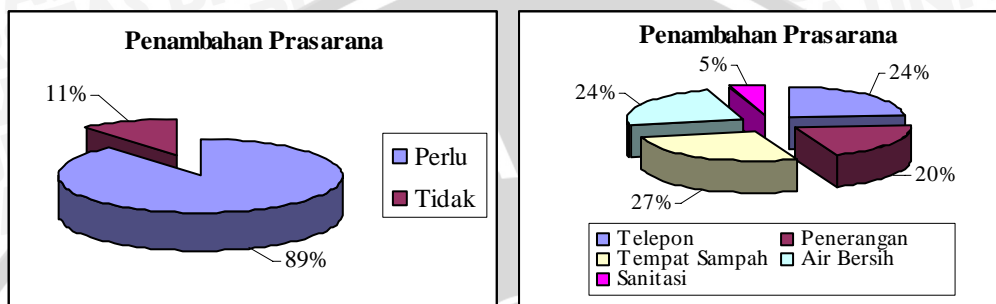 Penambahan Prasarana
11%
89%
Perlu
Tidak
Penambahan Prasarana
5%
24%
24%
20%
27%
Telepon Penerangan
Tempat Sampah Air Bersih
Sanitasi